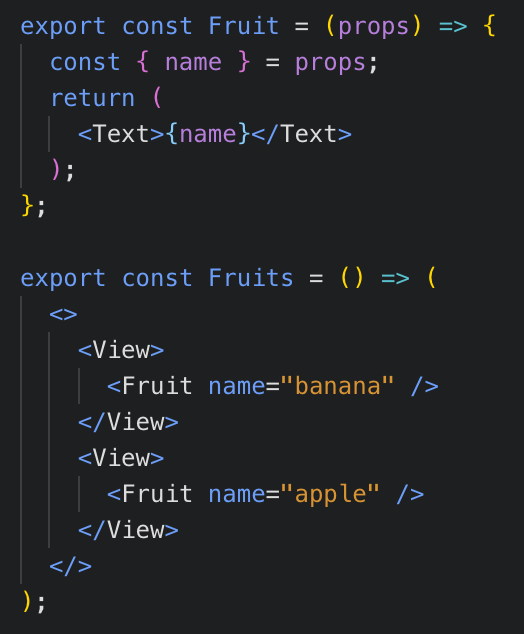 export const Fruit = (props) => {
  const { name } = props;
  return (
    <Text>{name}</Text>
  );
};

export const Fruits = () => (
  <>
    <View>
      <Fruit name="banana" />
    </View>
    <View>
      <Fruit name="apple" />
    </View>
  </>
);